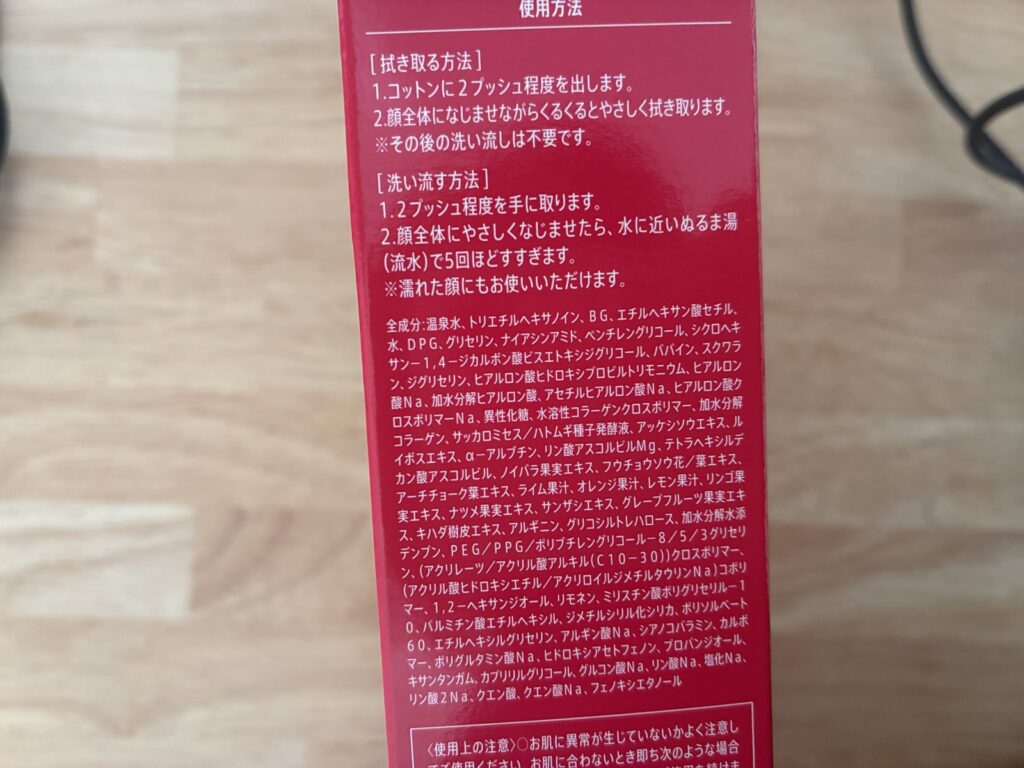 使用方法
[拭き取る方法]
1.コットンに2プッシュ程度を出します。
2.顔全体になじませながらくるくるとやさしく拭き取ります。
※その後の洗い流しは不要です。
[洗い流す方法]
1.2プッシュ程度を手に取ります。
2.顔全体にやさしくなじませたら、水に近いぬるま湯
(流水)で5回ほどすすぎます。
※濡れた顔にもお使いいただけます。
全成分:温泉水、トリエチルヘキサノイン、BG、エチルヘキサン酸セチル、
水、DPG、グリセリン、ナイアシンアミド、ペンチレングリコール、シクロヘキ
サン－1,4－ジカルボン酸ビスエトキシジグリコール、パパイン、スクワラ
ン、ジグリセリン、ヒアルロン酸ヒドロキシプロピルトリモニウム、ヒアルロン
酸Na、加水分解ヒアルロン酸、アセチルヒアルロン酸Na、ヒアルロン酸ク
ロスポリマーNa、異性化糖、水溶性コラーゲンクロスポリマー、加水分解
コラーゲン、サッカロミセス／ハトムギ種子発酵液、アッケシソウエキス、ル
イボスエキス、α－アルブチン、リン酸アスコルビルMg、テトラヘキシルデ
カン酸アスコルビル、ノイバラ果実エキス、フウチョウソウ花／葉エキス、
アーチチョーク葉エキス、ライム果汁、オレンジ果汁、レモン果汁、リンゴ果
実エキス、ナツメ果実エキス、サンザシエキス、グレープフルーツ果実エキ
ス、キハダ樹皮エキス、アルギニン、グリコシルトレハロース、加水分解水添
デンプン、PEG／PPG／ポリブチレングリコール－8／5／3グリセリ
ン、(アクリレーツ／アクリル酸アルキル(C10－30))クロスポリマー、
(アクリル酸ヒドロキシエチル／アクリロイルジメチルタウリンNa)コポリ
マー、1,2－ヘキサンジオール、リモネン、ミリスチン酸ポリグリセリル－1
0、パルミチン酸エチルヘキシル、ジメチルシリル化シリカ、ポリソルベート
60、エチルヘキシルグリセリン、アルギン酸Na、シアノコバラミン、カルボ
マー、ポリグルタミン酸Na、ヒドロキシアセトフェノン、プロパンジオール、
キサンタンガム、カプリリルグリコール、グルコン酸Na、リン酸Na、塩化Na、
リン酸2Na、クエン酸、クエン酸Na、フェノキシエタノール
〈使用上の注意〉○お肌に異常が生じていないかよく注意し
てご使用ください。お肌に合わないとき即ち次のような場合